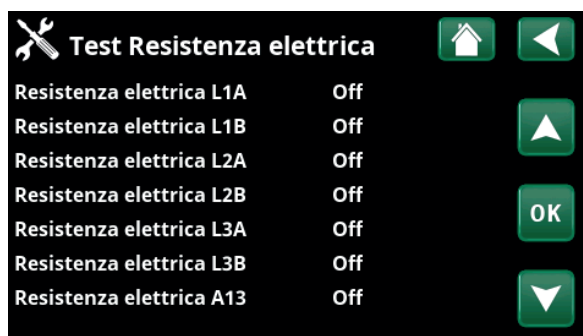 Test Resistenza elettrica
Resistenza elettrica L1A Off
Resistenza elettrica L1B Off
Resistenza elettrica L2A Off
Resistenza elettrica L2B Off
Resistenza elettrica L3A Off
Resistenza elettrica L3B Off
Resistenza elettrica A13 Off
OK